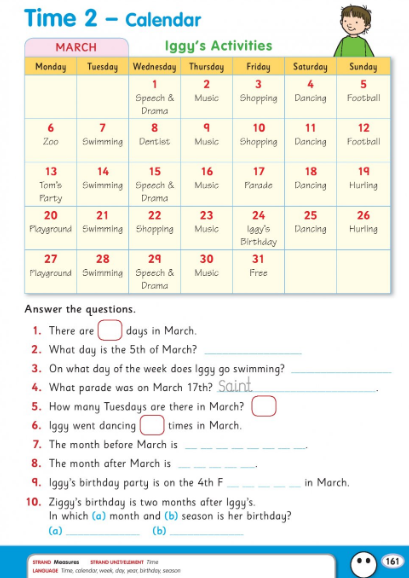 Time 2 – Calendar
MARCH
Iggy's Activities
Monday Tuesday Wednesday Thursday Friday Saturday Sunday
1 2 3 4 5
Speech & Drama Music Shopping Dancing Football
6 7 8 9 10 11 12
Zoo Swimming Dentist Music Shopping Dancing Football
13 14 15 16 17 18 19
Tom's Party Swimming Speech & Drama Music Parade Dancing Hurling
20 21 22 23 24 25 26
Playground Swimming Shopping Music Iggy's Birthday Dancing Hurling
27 28 29 30 31
Playground Swimming Speech & Drama Music Free
Answer the questions.
1. There are days in March.
2. What day is the 5th of March?
3. On what day of the week does Iggy go swimming?
4. What parade was on March 17th? Saint
5. How many Tuesdays are there in March?
6. Iggy went dancing times in March.
7. The month before March is _ _ _ _ _ _ _ _.
8. The month after March is _ _ _ _ _.
9. Iggy's birthday party is on the 4th F _ _ _ _ _ in March.
10. Ziggy's birthday is two months after Iggy's.
In which (a) month and (b) season is her birthday?
(a) (b)
STRAND Measures STRAND UNIT/ELEMENT Time
LANGUAGE Time, calendar, week, day, year, birthday, season
161